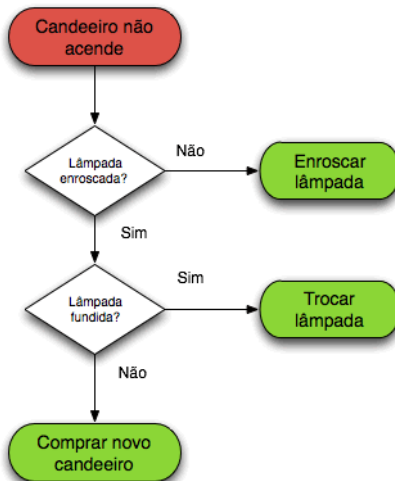 Candeeiro não
acende
Lâmpada
enroscada?
Não
Enroscar
lâmpada
Sim
Lâmpada
fundida?
Sim
Trocar
lâmpada
Não
Comprar novo
candeeiro